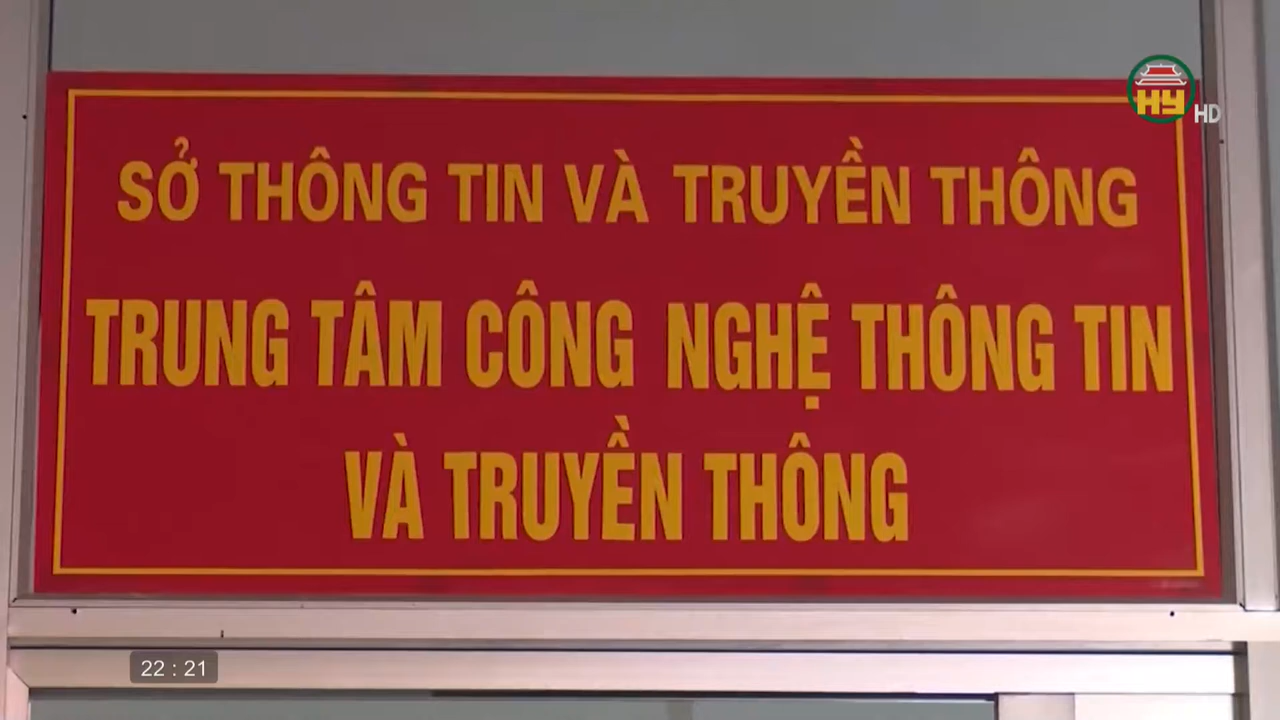 HY HD
SỞ THÔNG TIN VÀ TRUYỀN THÔNG
TRUNG TÂM CÔNG NGHỆ THÔNG TIN
VÀ TRUYỀN THÔNG
22 : 21